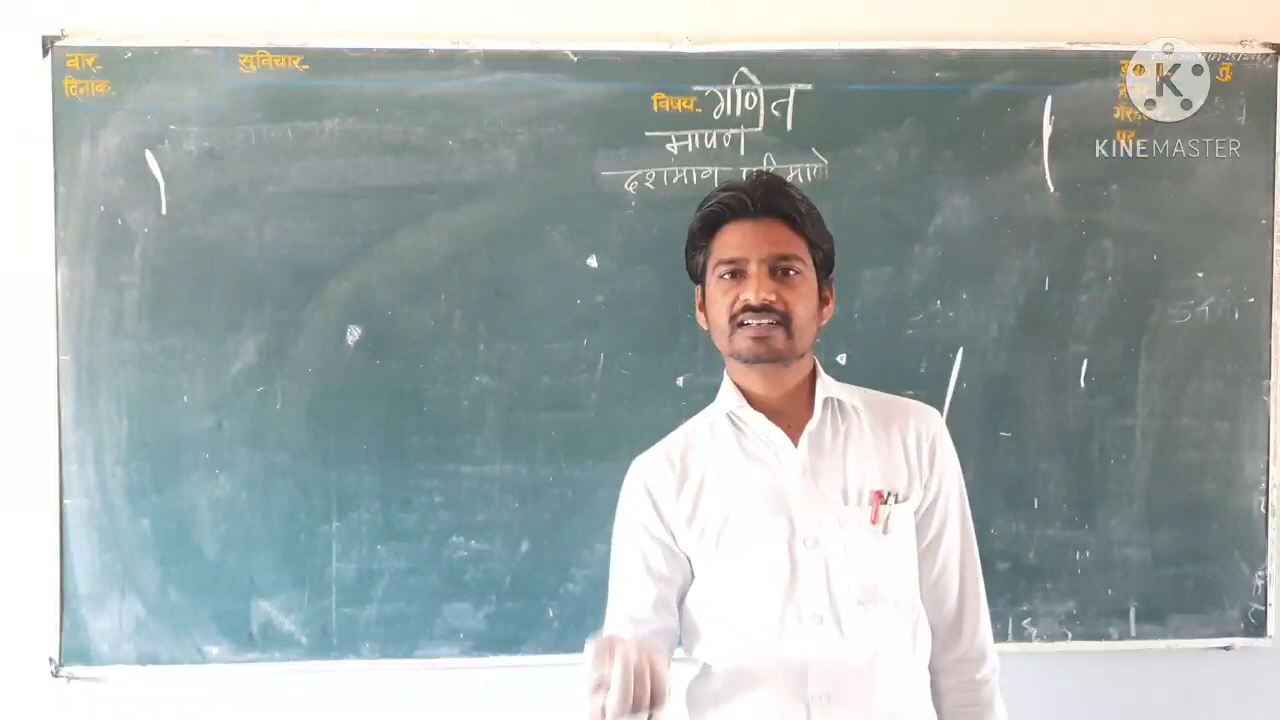 वार- सुविचार-
दिनांक-
विषय- गणित
मापन
दशमान परिमाणे
KINEMASTER